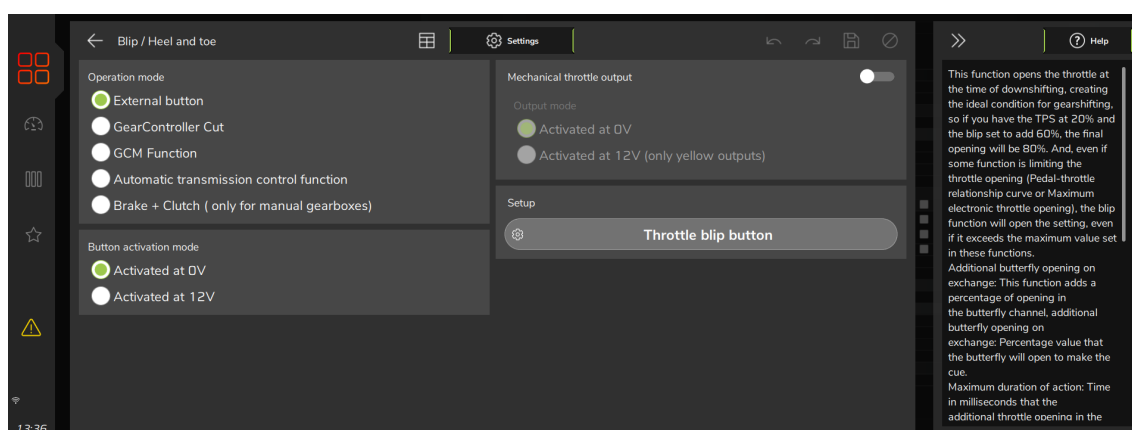 Blip / Heel and toe
Settings
Help
Operation mode
External button
GearController Cut
GCM Function
Automatic transmission control function
Brake + Clutch ( only for manual gearboxes)
Button activation mode
Activated at 0V
Activated at 12V
Mechanical throttle output
Output mode
Activated at 0V
Activated at 12V (only yellow outputs)
Setup
Throttle blip button
This function opens the throttle at
the time of downshifting, creating
the ideal condition for gearshifting,
so if you have the TPS at 20% and
the blip set to add 60%, the final
opening will be 80%. And, even if
some function is limiting the
throttle opening (Pedal-throttle
relationship curve or Maximum
electronic throttle opening), the blip
function will open the setting, even
if it exceeds the maximum value set
in these functions.
Additional butterfly opening on
exchange: This function adds a
percentage of opening in
the butterfly channel, additional
butterfly opening on
exchange: Percentage value that
the butterfly will open to make the
cue.
Maximum duration of action: Time
in milliseconds that the
additional throttle opening in the
13:36